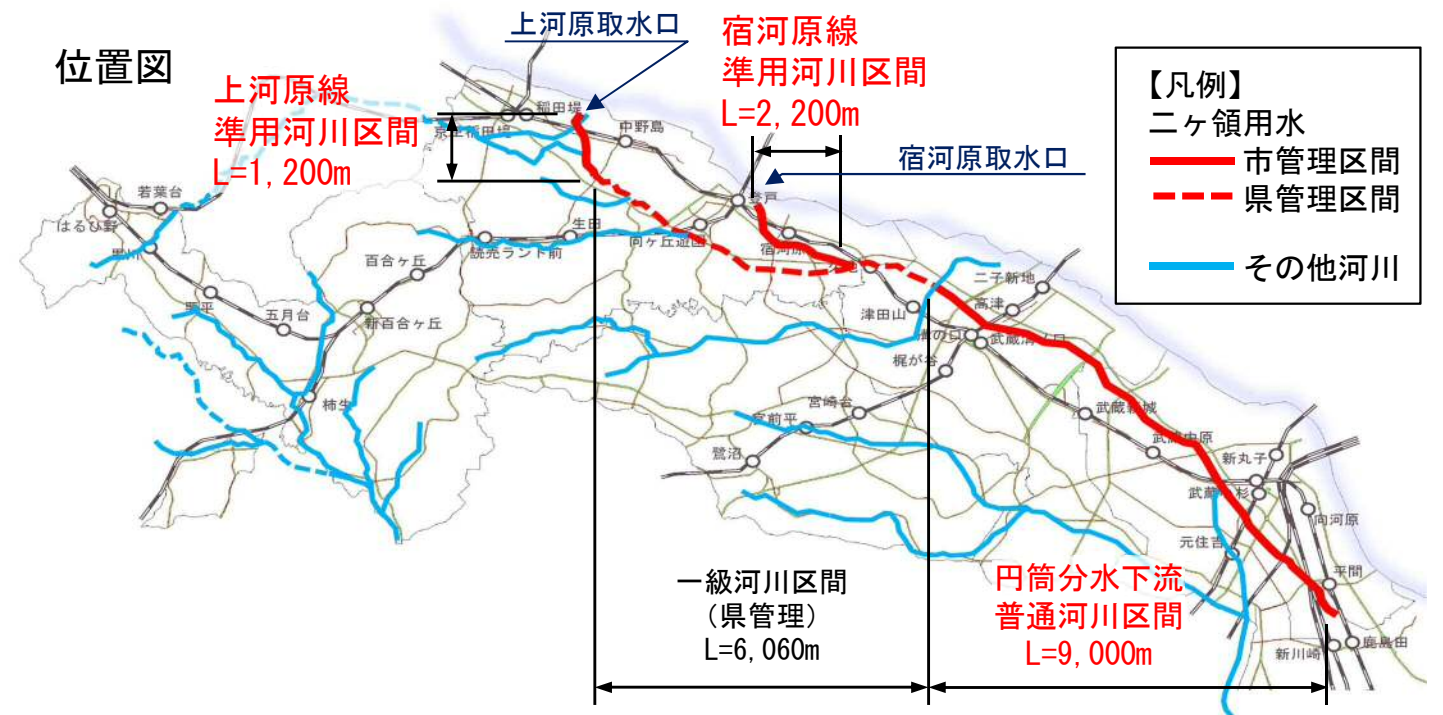 位置図
上河原取水口
宿河原線
準用河川区間
L=2,200m
上河原線
準用河川区間
L=1,200m
宿河原取水口
【凡例】
二ヶ領用水
市管理区間
県管理区間
その他河川
稲田堤
京王稲田堤
中野島
登戸
若葉台
はるひ野
黒川
生田
読売ランド前
向ヶ丘遊園
宿河原
久地
百合ヶ丘
五月台
新百合ヶ丘
柿生
津田山
二子新地
高津
溝の口
武蔵溝ノ口
梶が谷
宮崎台
宮前平
鷺沼
武蔵新城
武蔵中原
新丸子
武蔵小杉
向河原
元住吉
平間
新川崎
鹿島田
一級河川区間
(県管理)
L=6,060m
円筒分水下流
普通河川区間
L=9,000m